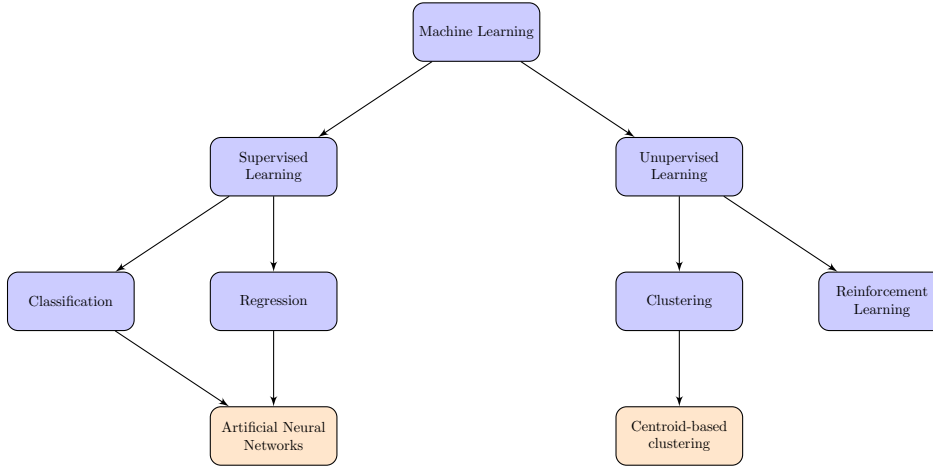 Machine Learning
Supervised
Learning
Unupervised
Learning
Classification
Regression
Clustering
Reinforcement
Learning
Artificial Neural
Networks
Centroid-based
clustering